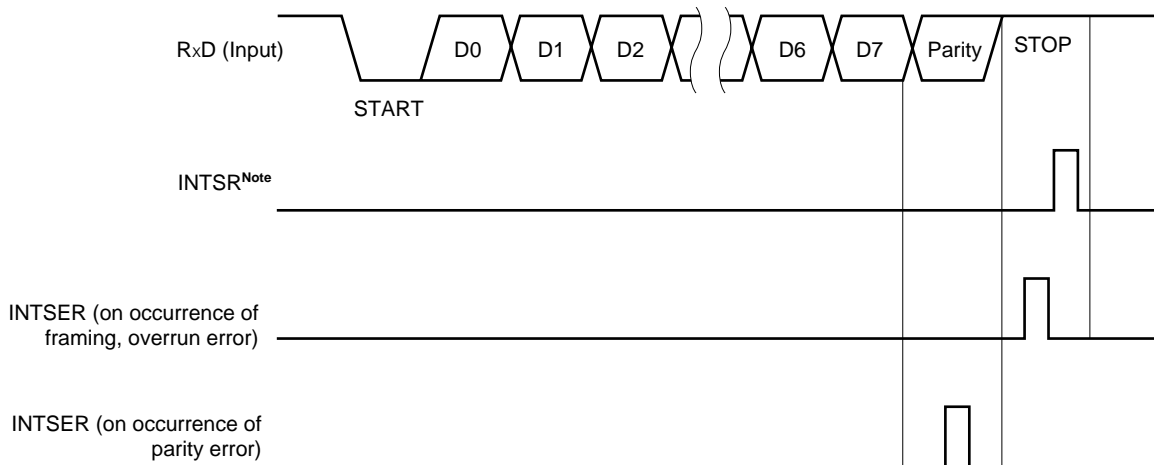 RxD (Input)
D0 D1 D2 D6 D7 Parity STOP
START
INTSRNote
INTSER (on occurrence of
framing, overrun error)
INTSER (on occurrence of
parity error)